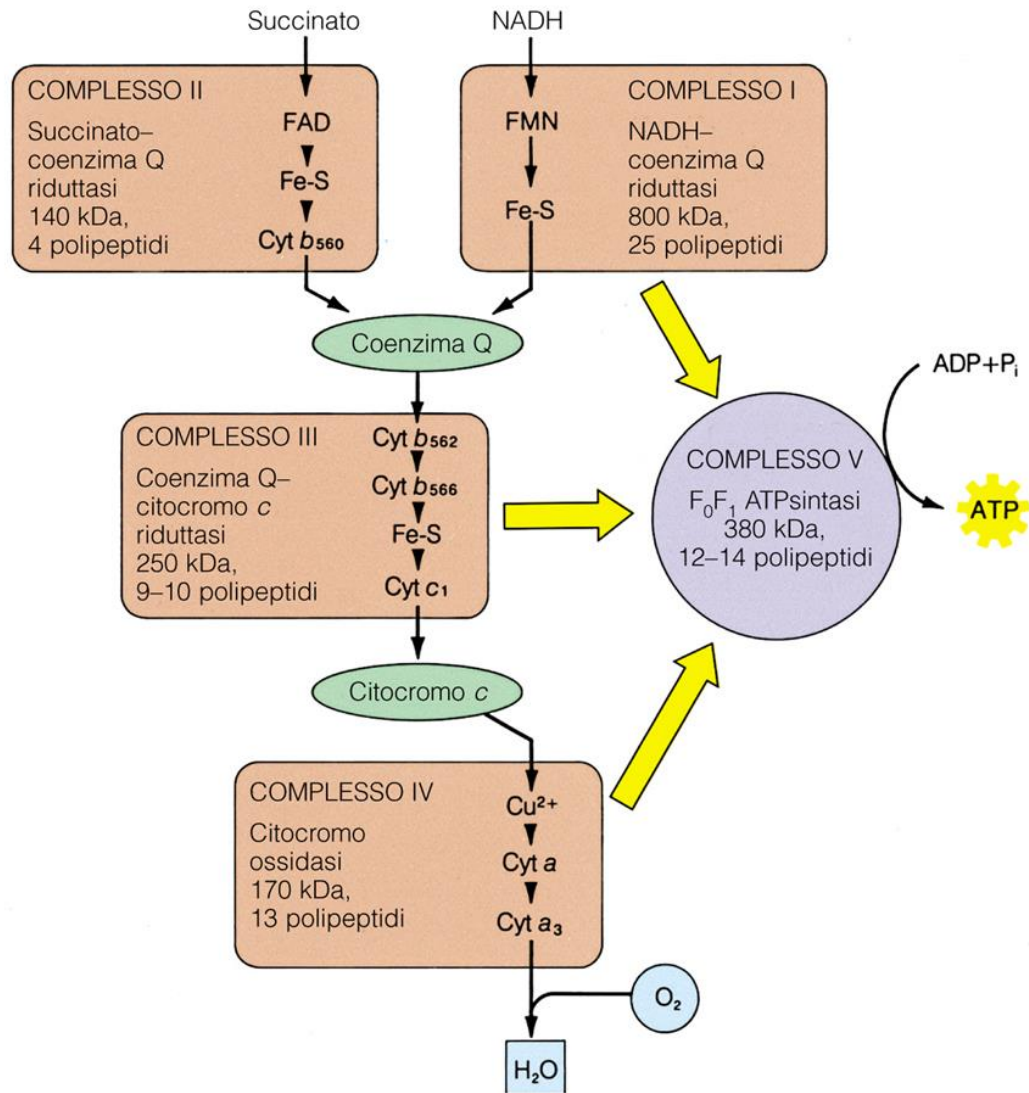 Succinato
NADH
COMPLESSO II
Succinato–
coenzima Q
riduttasi
140 kDa,
4 polipeptidi
FAD
Fe-S
Cyt b560
FMN
Fe-S
COMPLESSO I
NADH–
coenzima Q
riduttasi
800 kDa,
25 polipeptidi
Coenzima Q
COMPLESSO III
Coenzima Q–
citocromo c
riduttasi
250 kDa,
9–10 polipeptidi
Cyt b562
Cyt b566
Fe-S
Cyt c1
COMPLESSO V
F0F1 ATPsintasi
380 kDa,
12–14 polipeptidi
ADP+Pi
ATP
Citocromo c
COMPLESSO IV
Citocromo
ossidasi
170 kDa,
13 polipeptidi
Cu2+
Cyt a
Cyt a3
O2
H2O